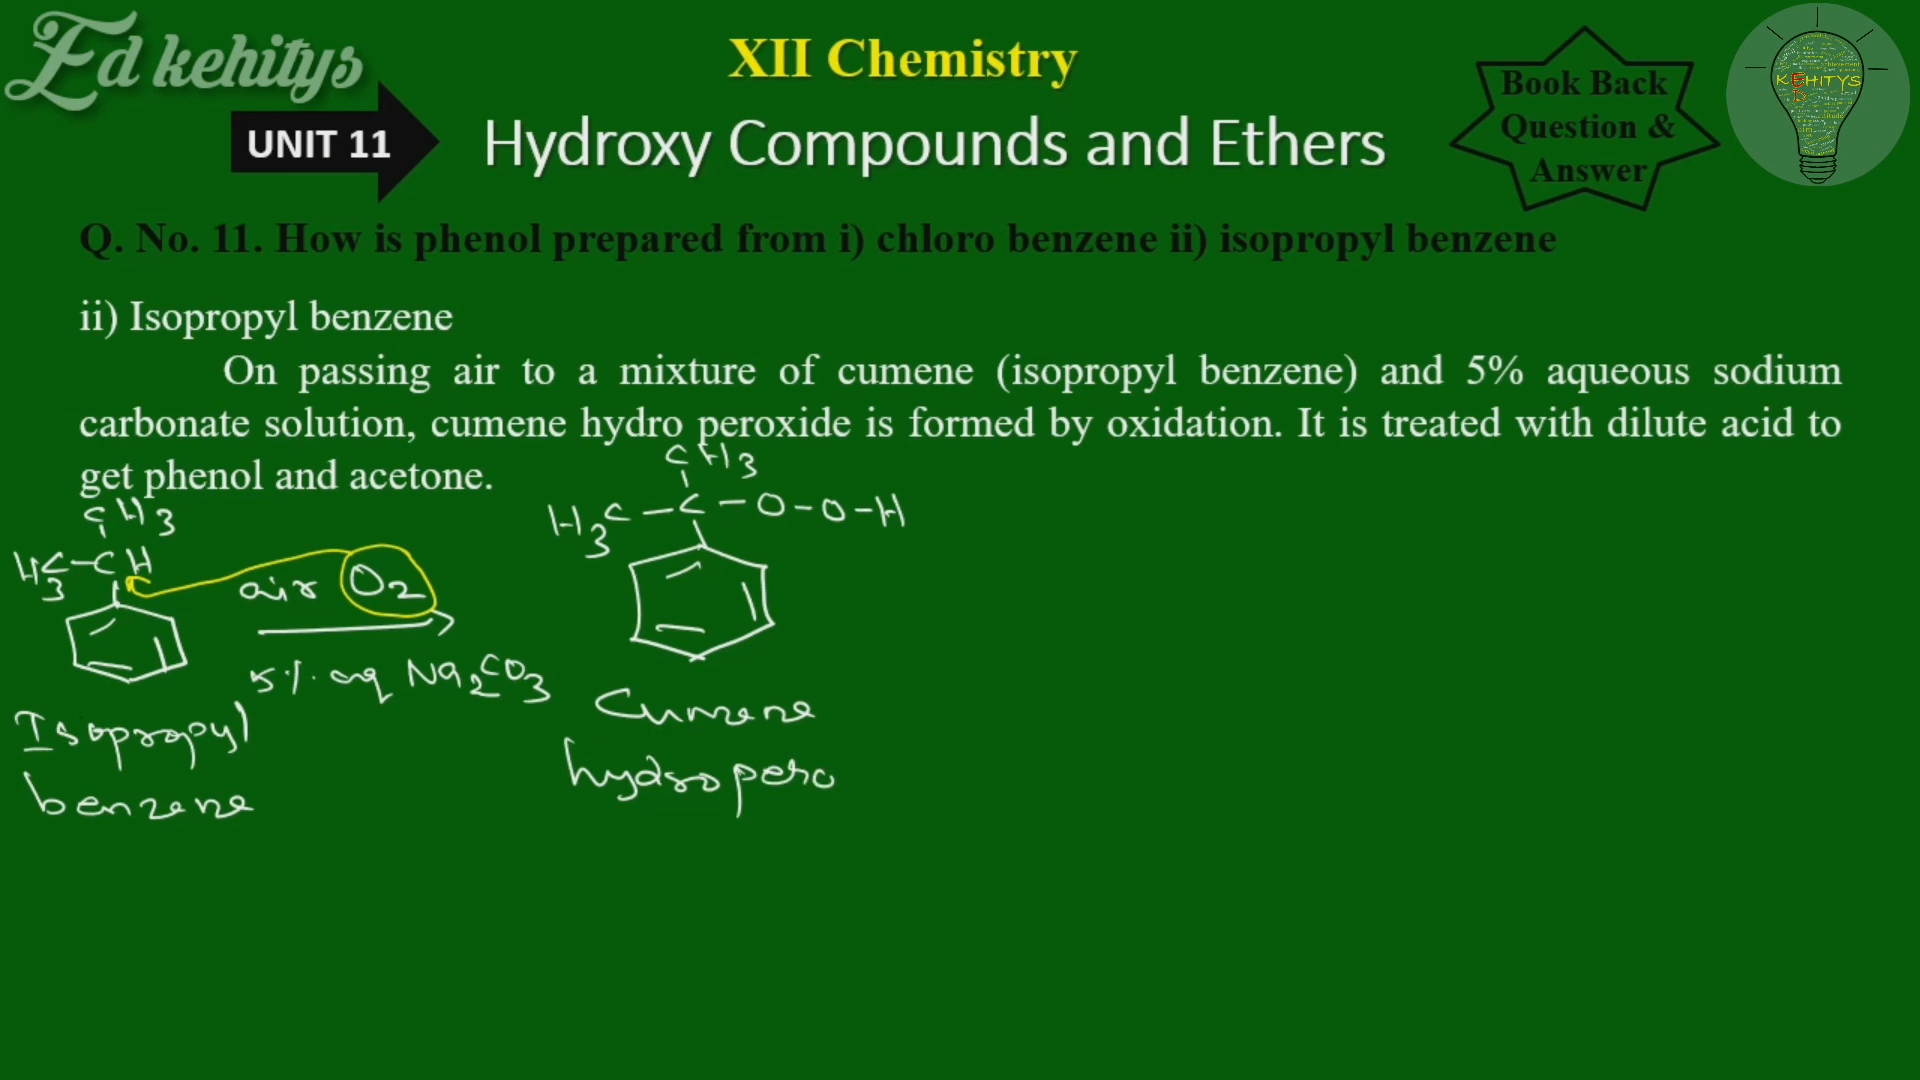 Ed kehitys
XII Chemistry
UNIT 11
Hydroxy Compounds and Ethers
Book Back
Question &
Answer
KEHITYS
Q. No. 11. How is phenol prepared from i) chloro benzene ii) isopropyl benzene
ii) Isopropyl benzene
On passing air to a mixture of cumene (isopropyl benzene) and 5% aqueous sodium
carbonate solution, cumene hydro peroxide is formed by oxidation. It is treated with dilute acid to
get phenol and acetone.
CH3
H3C-CH
air O2
5%. aq Na2CO3
Isopropyl
benzene
CH3
H3C-C-O-O-H
Cumene
hydropero